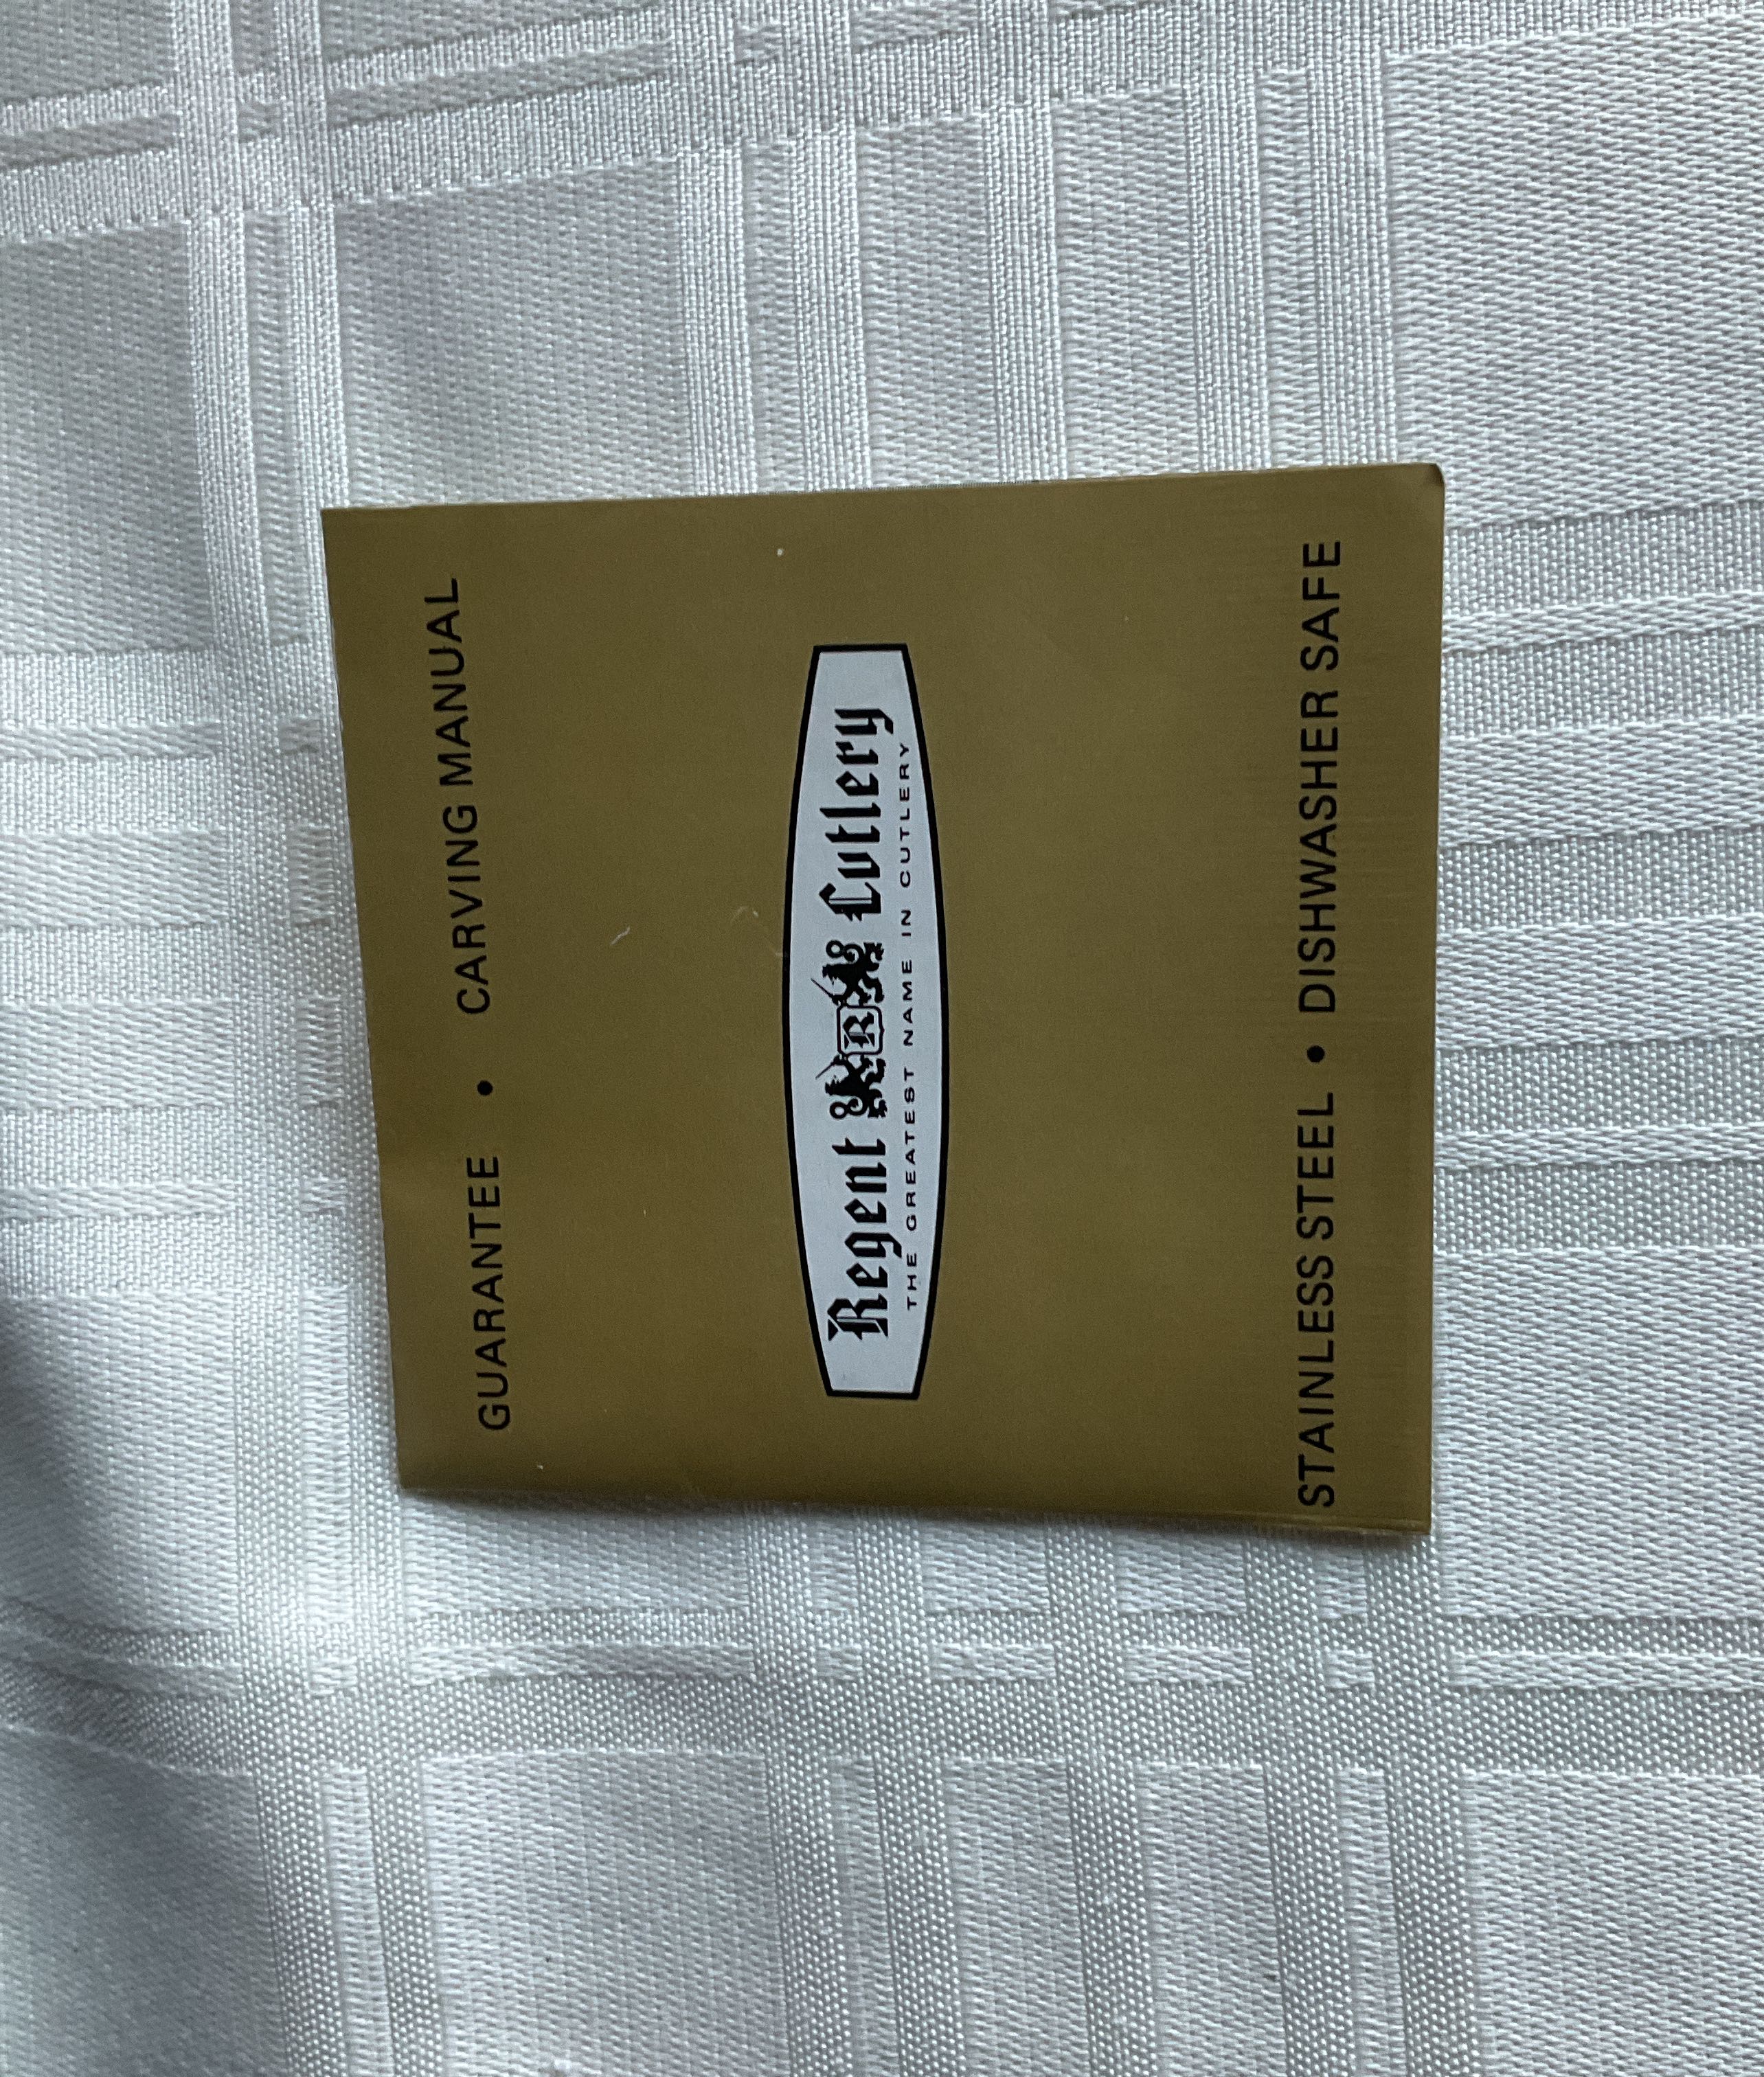 GUARANTEE • CARVING MANUAL
Regent R Cutlery
THE GREATEST NAME IN CUTLERY
STAINLESS STEEL • DISHWASHER SAFE